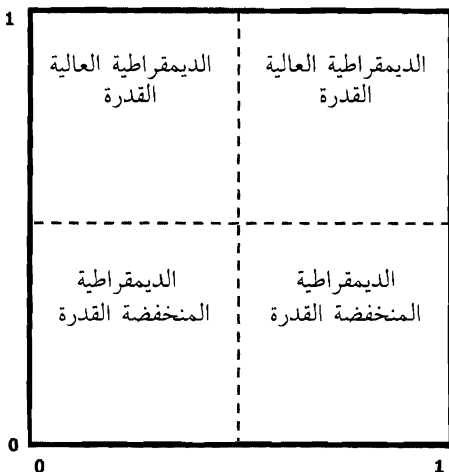 1
الديمقراطية العالية
القدرة
الديمقراطية العالية
القدرة
الديمقراطية
المنخفضة القدرة
الديمقراطية
المنخفضة القدرة
0
0
1